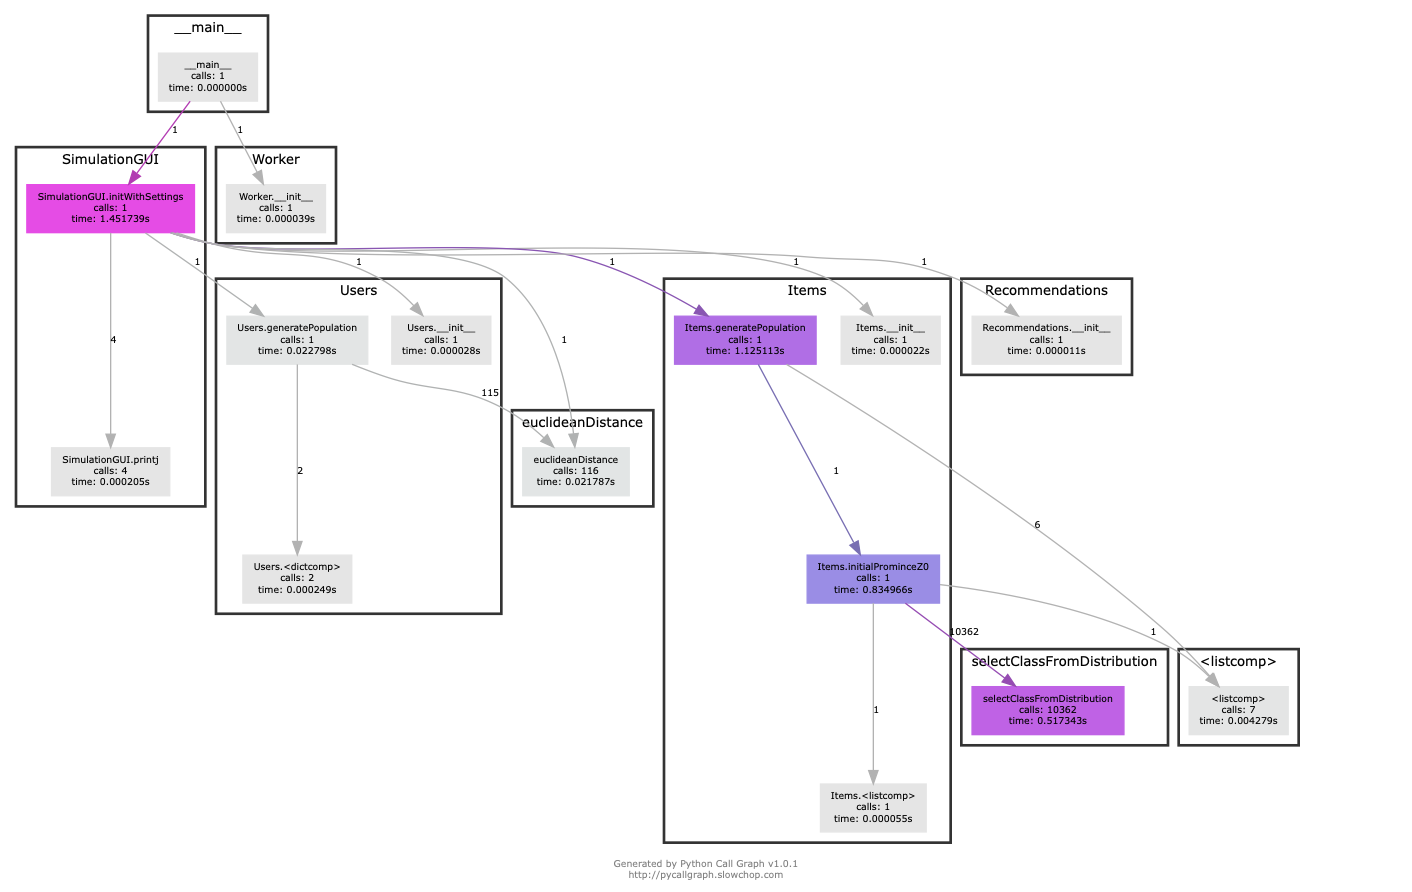 __main__
__main__
calls: 1
time: 0.000000s
1
1
SimulationGUI
SimulationGUI.initWithSettings
calls: 1
time: 1.451739s
Worker
Worker.__init__
calls: 1
time: 0.000039s
1
1
1
1
1
1
4
Users
Users.generatePopulation
calls: 1
time: 0.022798s
Users.__init__
calls: 1
time: 0.000028s
Items
Items.generatePopulation
calls: 1
time: 1.125113s
Items.__init__
calls: 1
time: 0.000022s
Recommendations
Recommendations.__init__
calls: 1
time: 0.000011s
115
euclideanDistance
euclideanDistance
calls: 116
time: 0.021787s
SimulationGUI.printj
calls: 4
time: 0.000205s
2
1
6
Users.<dictcomp>
calls: 2
time: 0.000249s
Items.initialProminceZ0
calls: 1
time: 0.834966s
10362
1
1
selectClassFromDistribution
selectClassFromDistribution
calls: 10362
time: 0.517343s
<listcomp>
<listcomp>
calls: 7
time: 0.004279s
Items.<listcomp>
calls: 1
time: 0.000055s
Generated by Python Call Graph v1.0.1
http://pycallgraph.slowchop.com